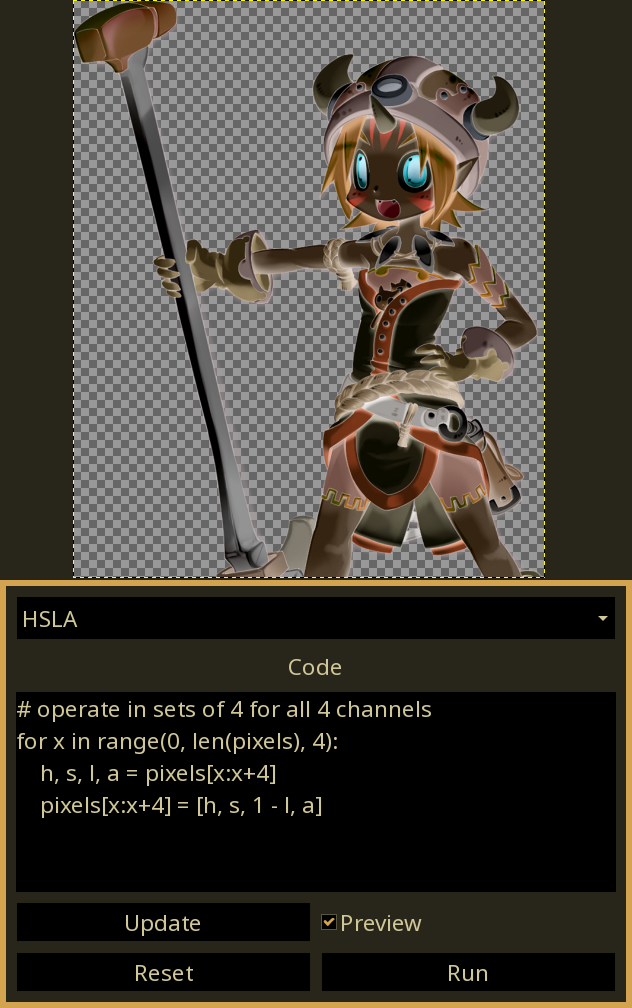 HSLA
Code
# operate in sets of 4 for all 4 channels
for x in range(0, len(pixels), 4):
    h, s, l, a = pixels[x:x+4]
    pixels[x:x+4] = [h, s, 1 - l, a]
Update
Preview
Reset
Run